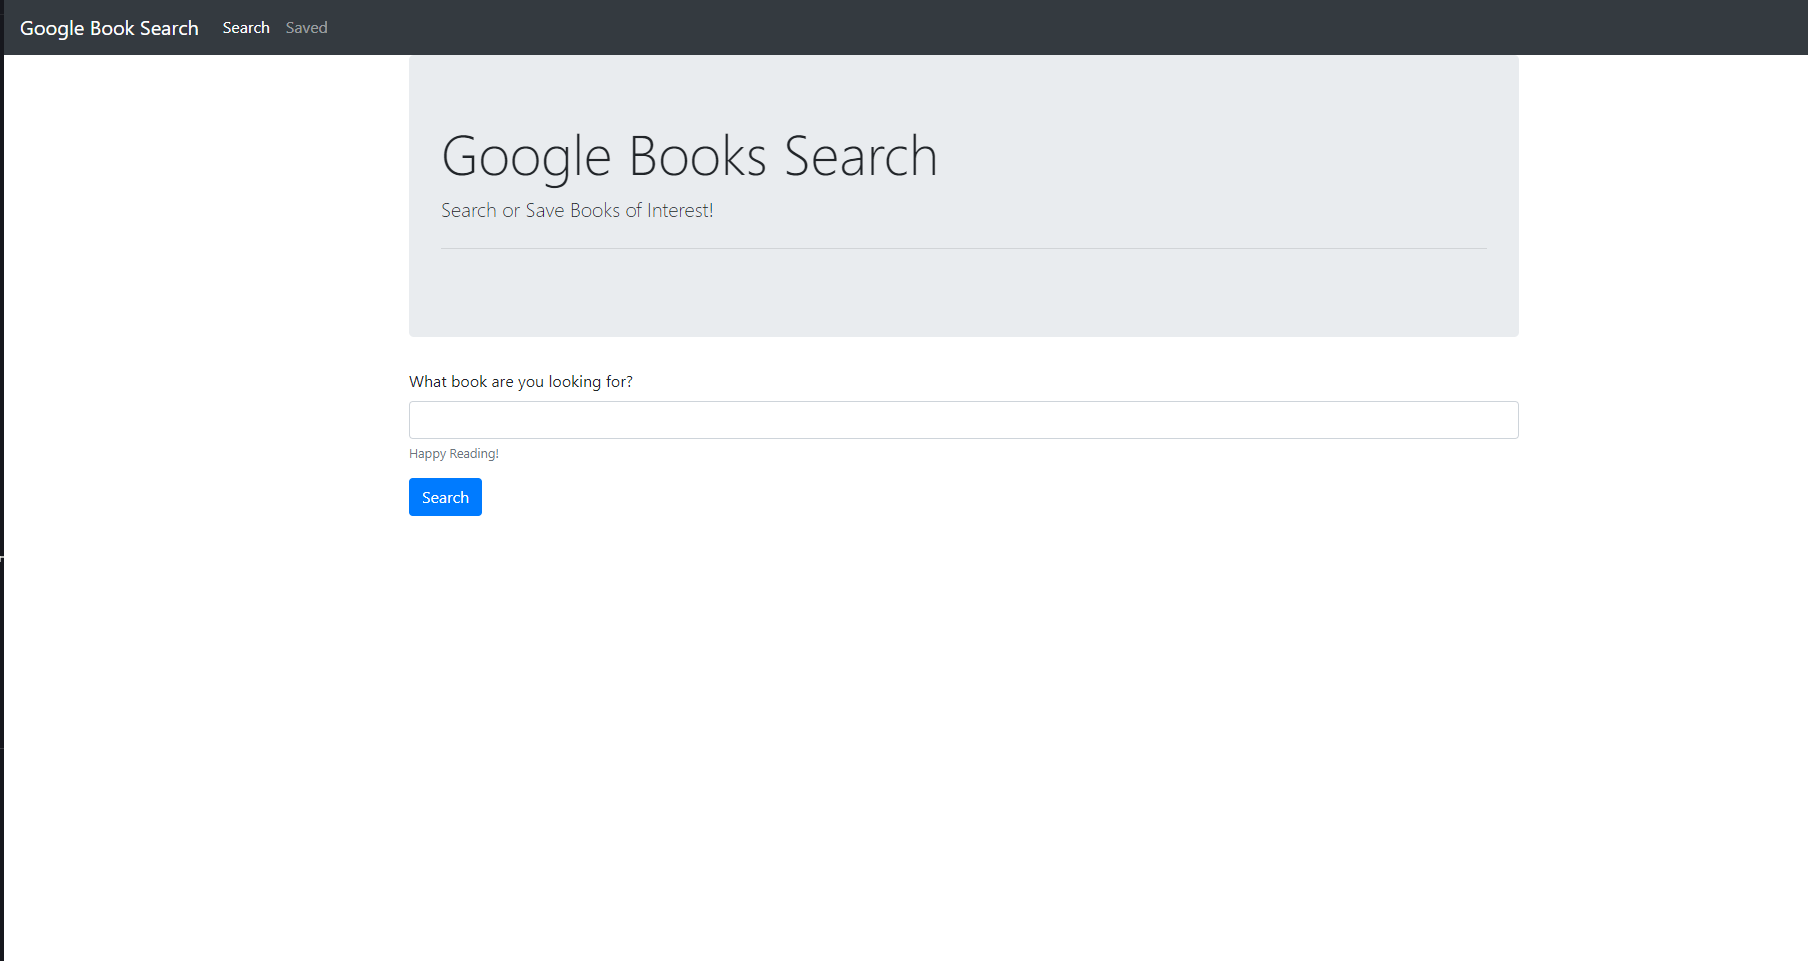 Google Book Search Search Saved
Google Books Search
Search or Save Books of Interest!
What book are you looking for?
Happy Reading!
Search